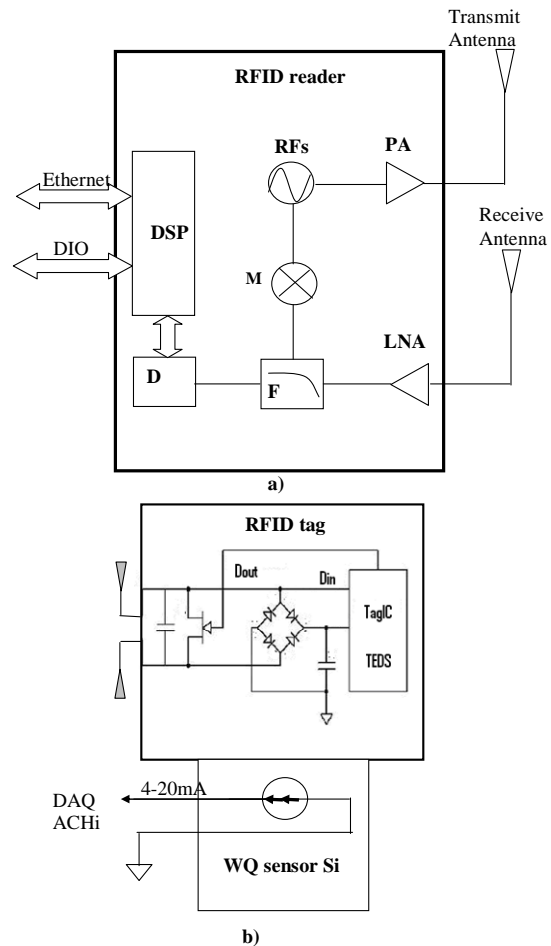 Transmit
Antenna
RFID reader
RFs
PA
Ethernet
DSP
Receive
Antenna
DIO
M
LNA
D
F
a)
RFID tag
Dout
Din
TagIC
TEDS
4-20mA
DAQ
ACHi
WQ sensor Si
b)